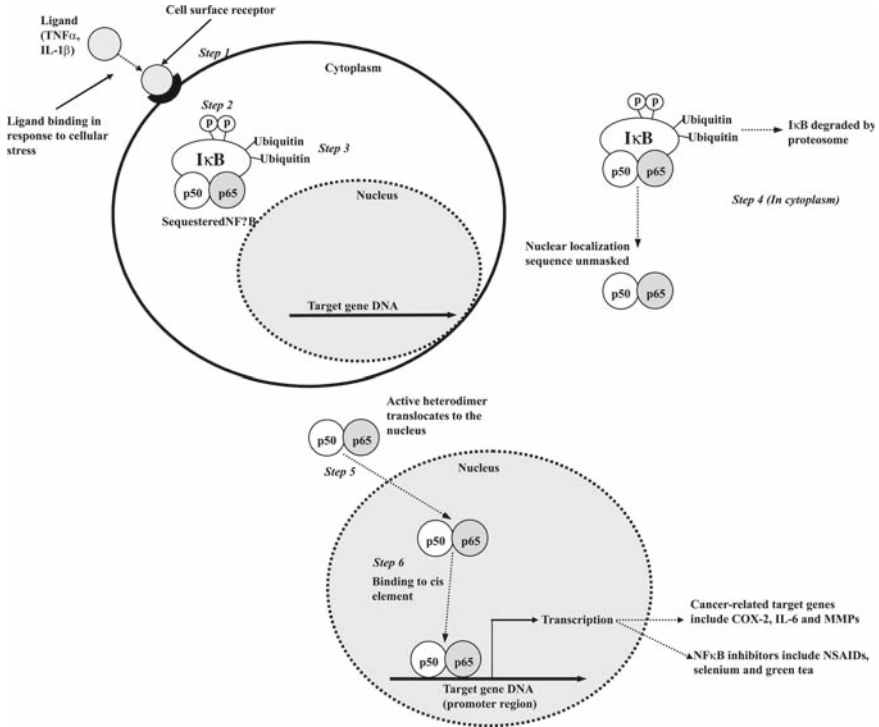 Ligand
(TNFα,
IL-1β)
Cell surface receptor
Step 1
Cytoplasm
Ligand binding in
response to cellular
stress
Step 2
P P
Ubiquitin
Ubiquitin
Step 3
IκB
p50 p65
SequesteredNF?B
Nucleus
Target gene DNA
P P
Ubiquitin
Ubiquitin
IκB
p50 p65
IκB degraded by
proteosome
Step 4 (In cytoplasm)
Nuclear localization
sequence unmasked
p50 p65
Active heterodimer
translocates to the
nucleus
p50 p65
Step 5
Nucleus
p50 p65
Step 6
Binding to cis
element
Transcription
Cancer-related target genes
include COX-2, IL-6 and MMPs
NFκB inhibitors include NSAIDs,
selenium and green tea
p50 p65
Target gene DNA
(promoter region)